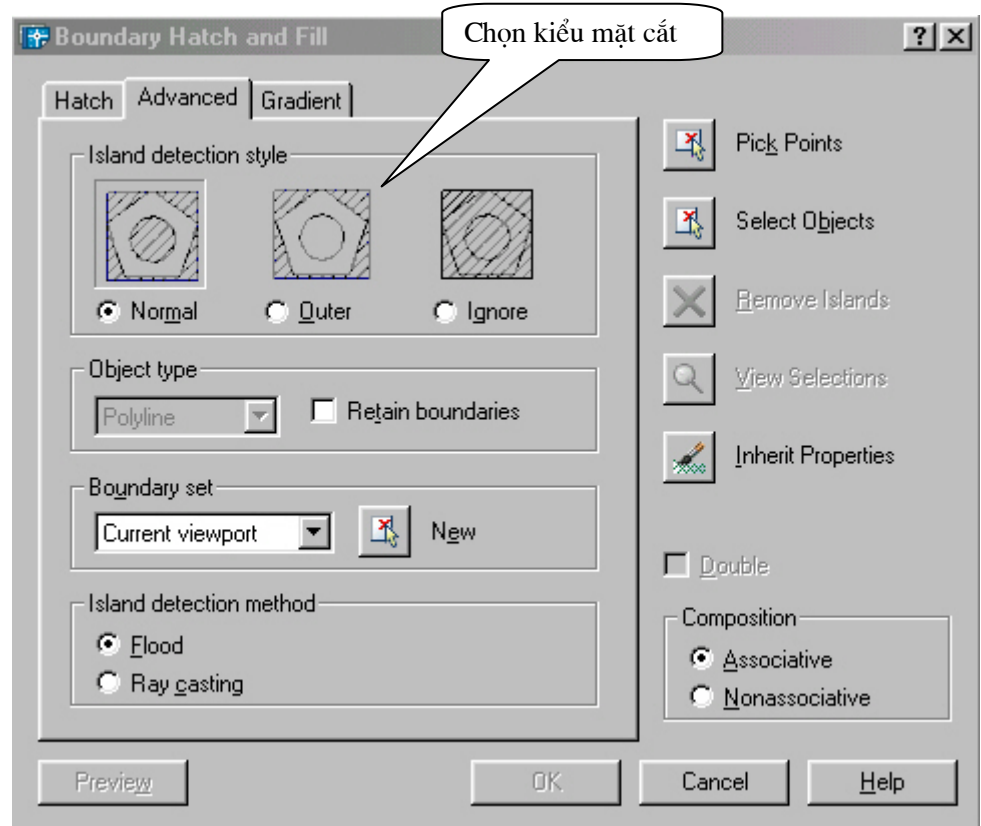 Boundary Hatch and Fill
Chọn kiểu mặt cắt
Hatch Advanced Gradient
Island detection style
Normal Outer Ignore
Object type
Polyline Retain boundaries
Boundary set
Current viewport New
Island detection method
Flood
Ray casting
Pick Points
Select Objects
Remove Islands
View Selections
Inherit Properties
Double
Composition
Associative
Nonassociative
Preview OK Cancel Help